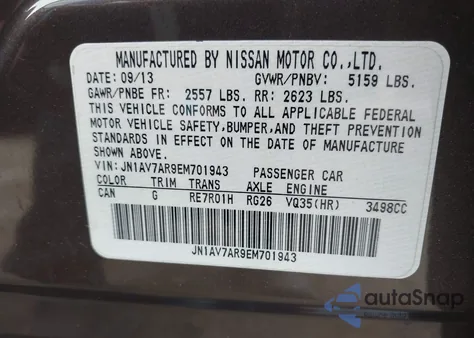 MANUFACTURED BY NISSAN MOTOR CO.,LTD.
DATE: 09/13 GVWR/PNBV: 5159 LBS.
GAWR/PNBE FR: 2557 LBS. RR: 2623 LBS.
THIS VEHICLE CONFORMS TO ALL APPLICABLE FEDERAL
MOTOR VEHICLE SAFETY,BUMPER,AND THEFT PREVENTION
STANDARDS IN EFFECT ON THE DATE OF MANUFACTURE
SHOWN ABOVE.
VIN: JN1AV7AR9EM701943 PASSENGER CAR
COLOR TRIM TRANS AXLE ENGINE
CAN G RE7R01H RG26 VQ35(HR) 3498CC
JN1AV7AR9EM701943
autoSnap